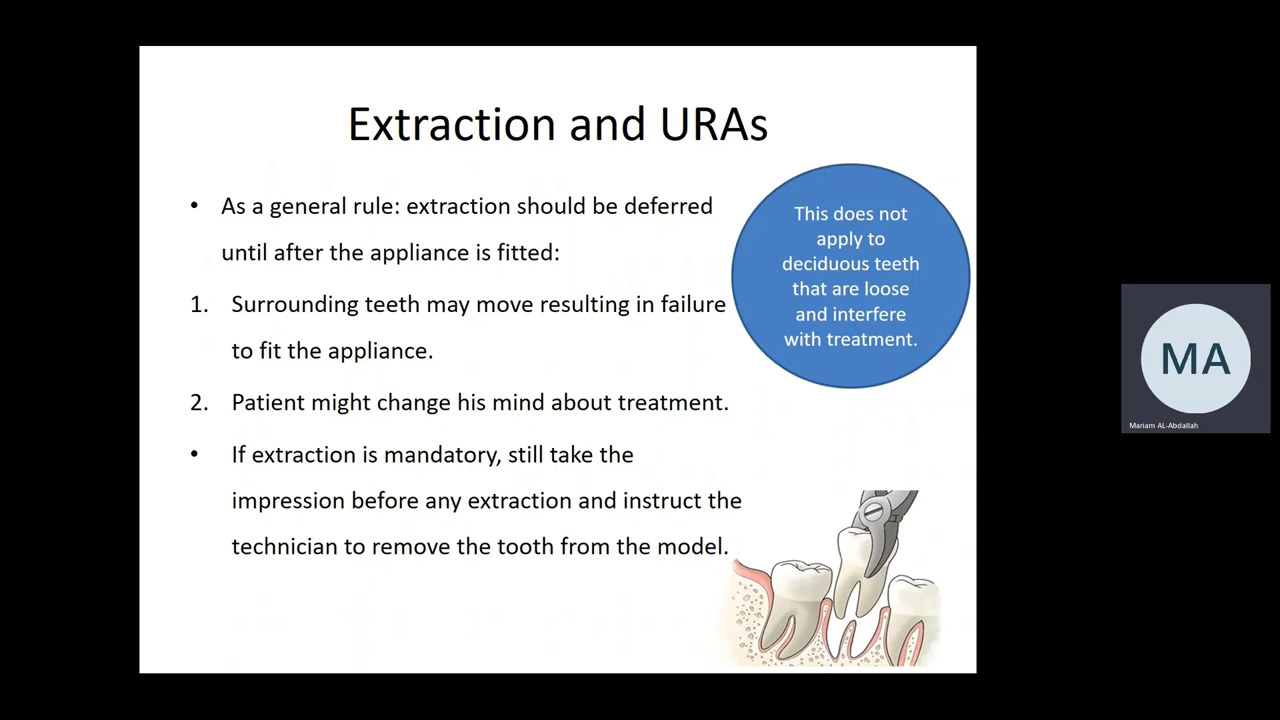 Extraction and URAs
• As a general rule: extraction should be deferred
until after the appliance is fitted:
1. Surrounding teeth may move resulting in failure
to fit the appliance.
2. Patient might change his mind about treatment.
• If extraction is mandatory, still take the
impression before any extraction and instruct the
technician to remove the tooth from the model.
This does not
apply to
deciduous teeth
that are loose
and interfere
with treatment.
MA
Mariam AL-Abdallah